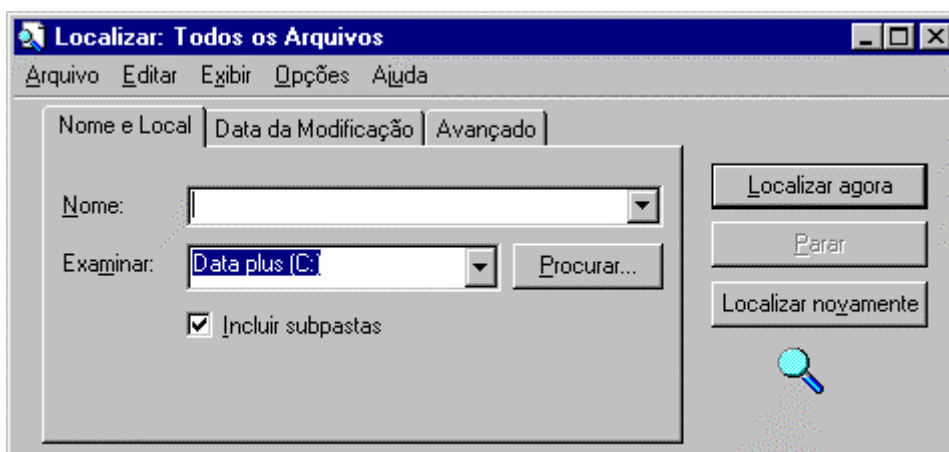 Localizar: Todos os Arquivos
Arquivo Editar Exibir Opções Ajuda
Nome e Local Data da Modificação Avançado
Nome:
Localizar agora
Examinar: Data plus (C:) Procurar...
Parar
Incluir subpastas
Localizar novamente